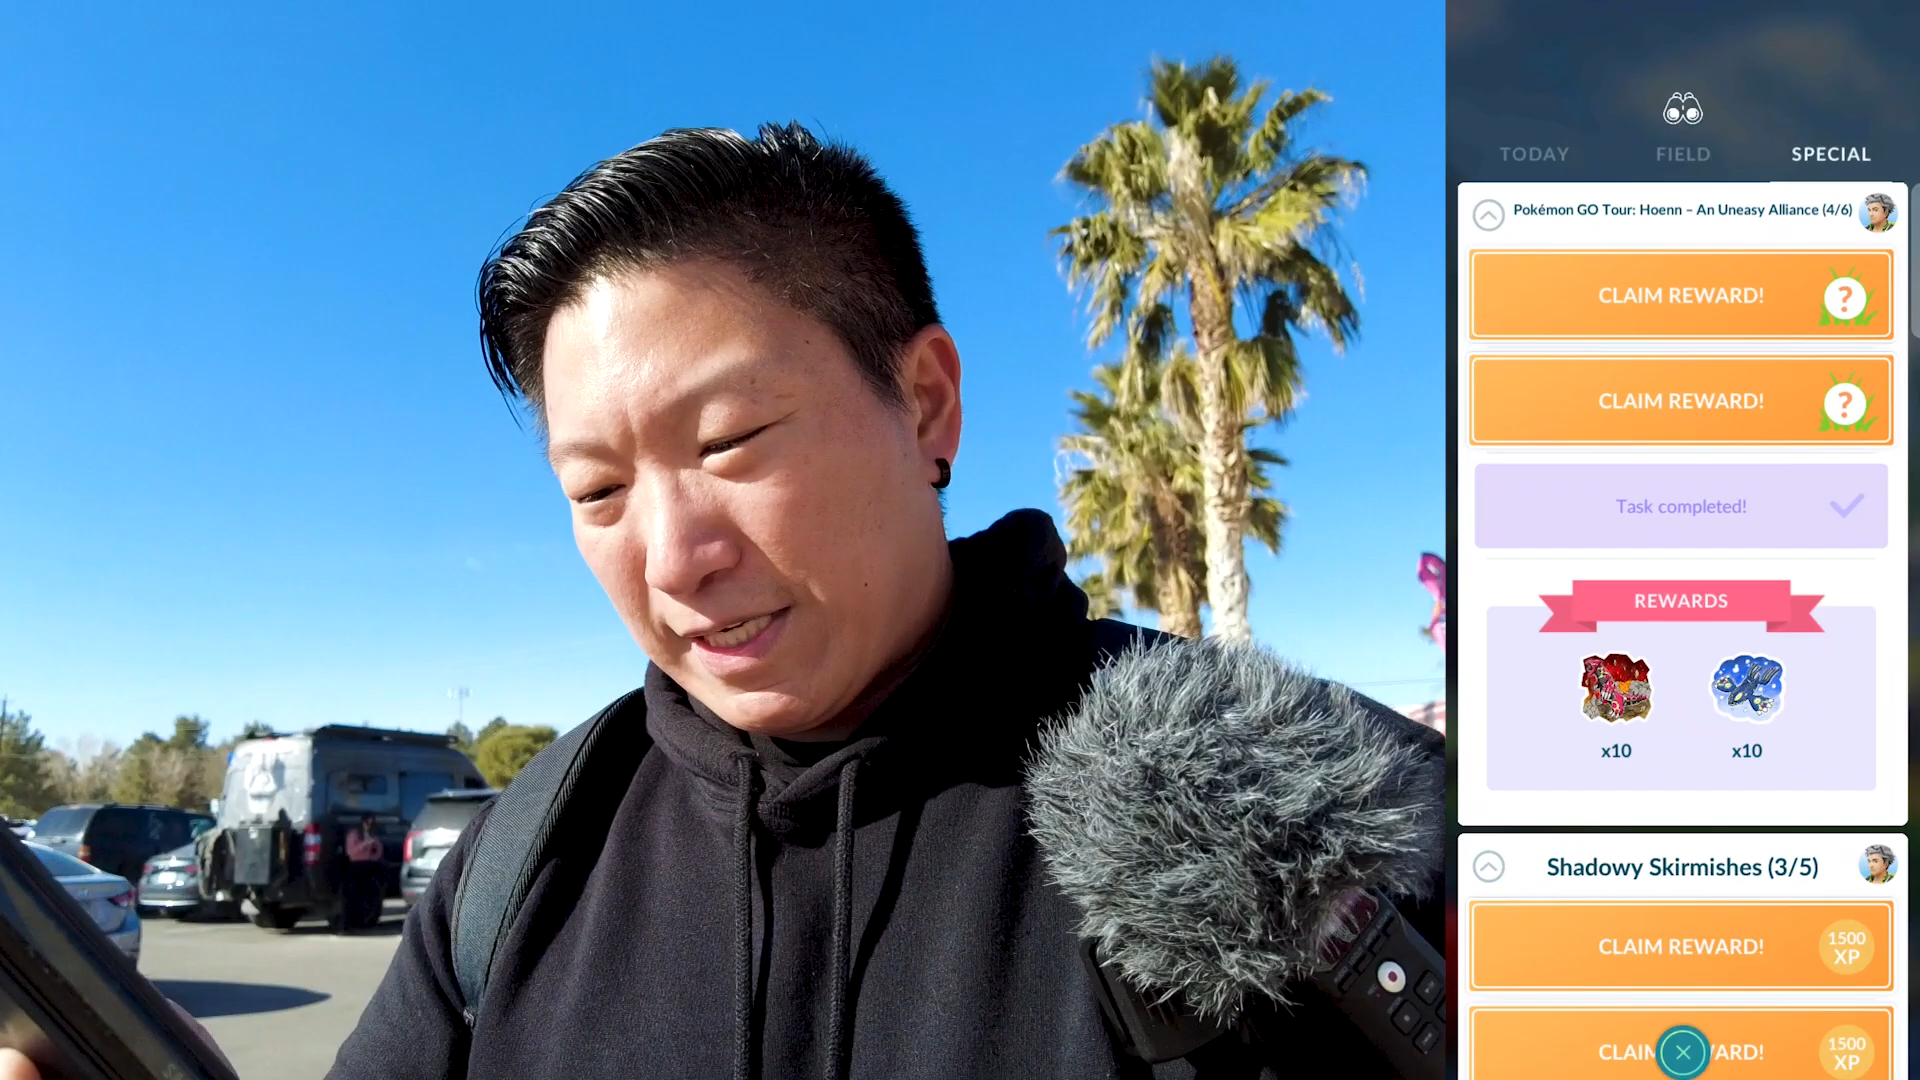 TODAY
FIELD
SPECIAL
Pokémon GO Tour: Hoenn – An Uneasy Alliance (4/6)
CLAIM REWARD!
?
CLAIM REWARD!
?
Task completed!
REWARDS
x10
x10
Shadowy Skirmishes (3/5)
CLAIM REWARD!
1500
XP
1500
XP